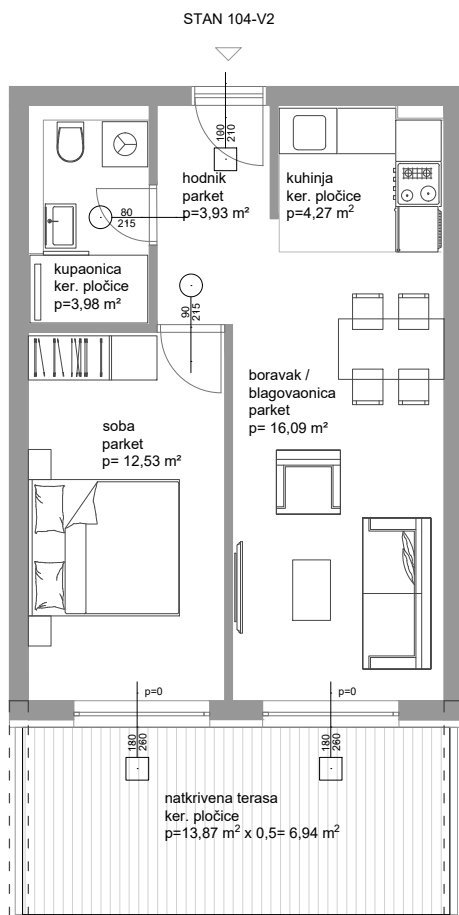 STAN 104-V2
100
210
hodnik
parket
p=3,93 m²
kuhinja
ker. pločice
p=4,27 m²
80
215
kupaonica
ker. pločice
p=3,98 m²
90
215
boravak /
blagovaonica
parket
p= 16,09 m²
soba
parket
p= 12,53 m²
p=0
p=0
180
260
180
260
natkrivena terasa
ker. pločice
p=13,87 m² x 0,5= 6,94 m²